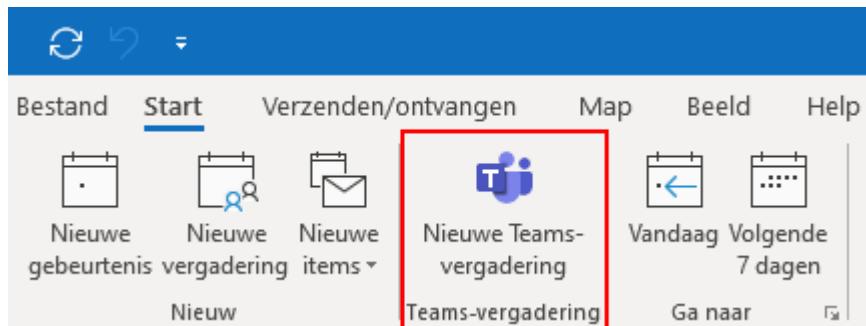 Bestand Start Verzenden/ontvangen Map Beeld Help
Nieuwe Nieuwe Nieuwe Nieuwe Teams- Vandaag Volgende
gebeurtenis vergadering items vergadering 7 dagen
Nieuw Teams-vergadering Ga naar